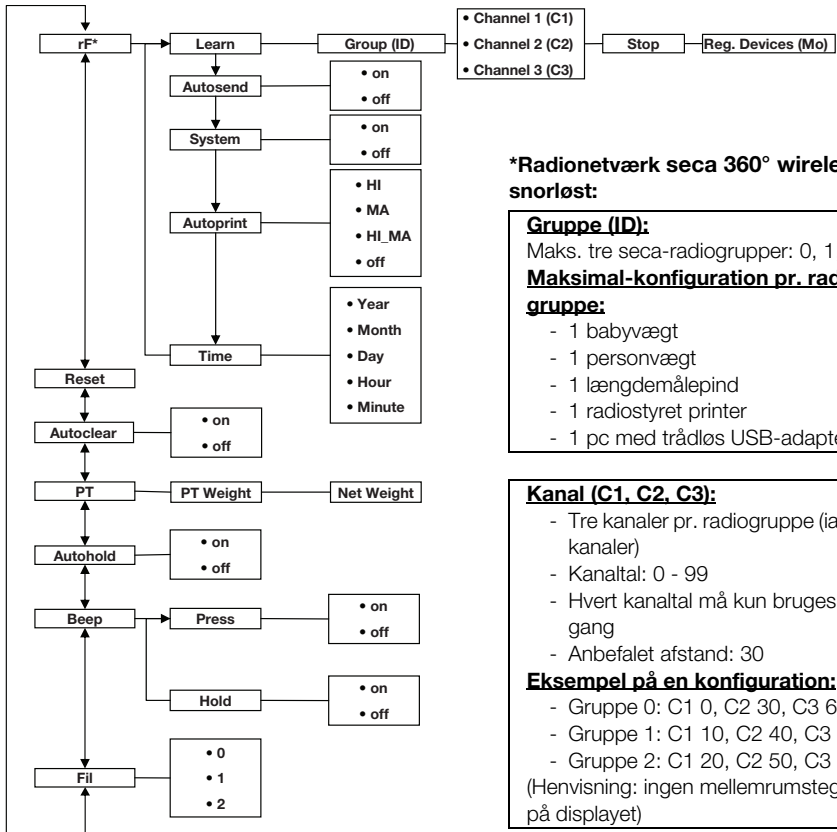 rF*
Learn
Group (ID)
• Channel 1 (C1)
• Channel 2 (C2)
• Channel 3 (C3)
Stop
Reg. Devices (Mo)
Autosend
• on
• off
System
• on
• off
Autoprint
• HI
• MA
• HI_MA
• off
Time
• Year
• Month
• Day
• Hour
• Minute
Reset
Autoclear
• on
• off
PT
PT Weight
Net Weight
Autohold
• on
• off
Beep
Press
• on
• off
Hold
• on
• off
Fil
• 0
• 1
• 2
*Radionetværk seca 360°
snorløst:
Gruppe (ID):
Maks. tre seca-radiogrupper: 0, 1
Maksimal-konfiguration pr.
gruppe:
- 1 babyvægt
- 1 personvægt
- 1 længdemålepind
- 1 radiostyret printer
- 1 pc med trådløs
Kanal (C1, C2, C3):
- Tre kanaler pr. radiogruppe
kanaler)
- Kanaltal: 0 - 99
- Hvert kanaltal må kun bruges
gang
- Anbefalet afstand: 30
Eksempel på en konfiguration:
- Gruppe 0: C1 0, C2 30, C3
- Gruppe 1: C1 10, C2 40, C3
- Gruppe 2: C1 20, C2 50, C3
(Henvisning: ingen
på displayet)